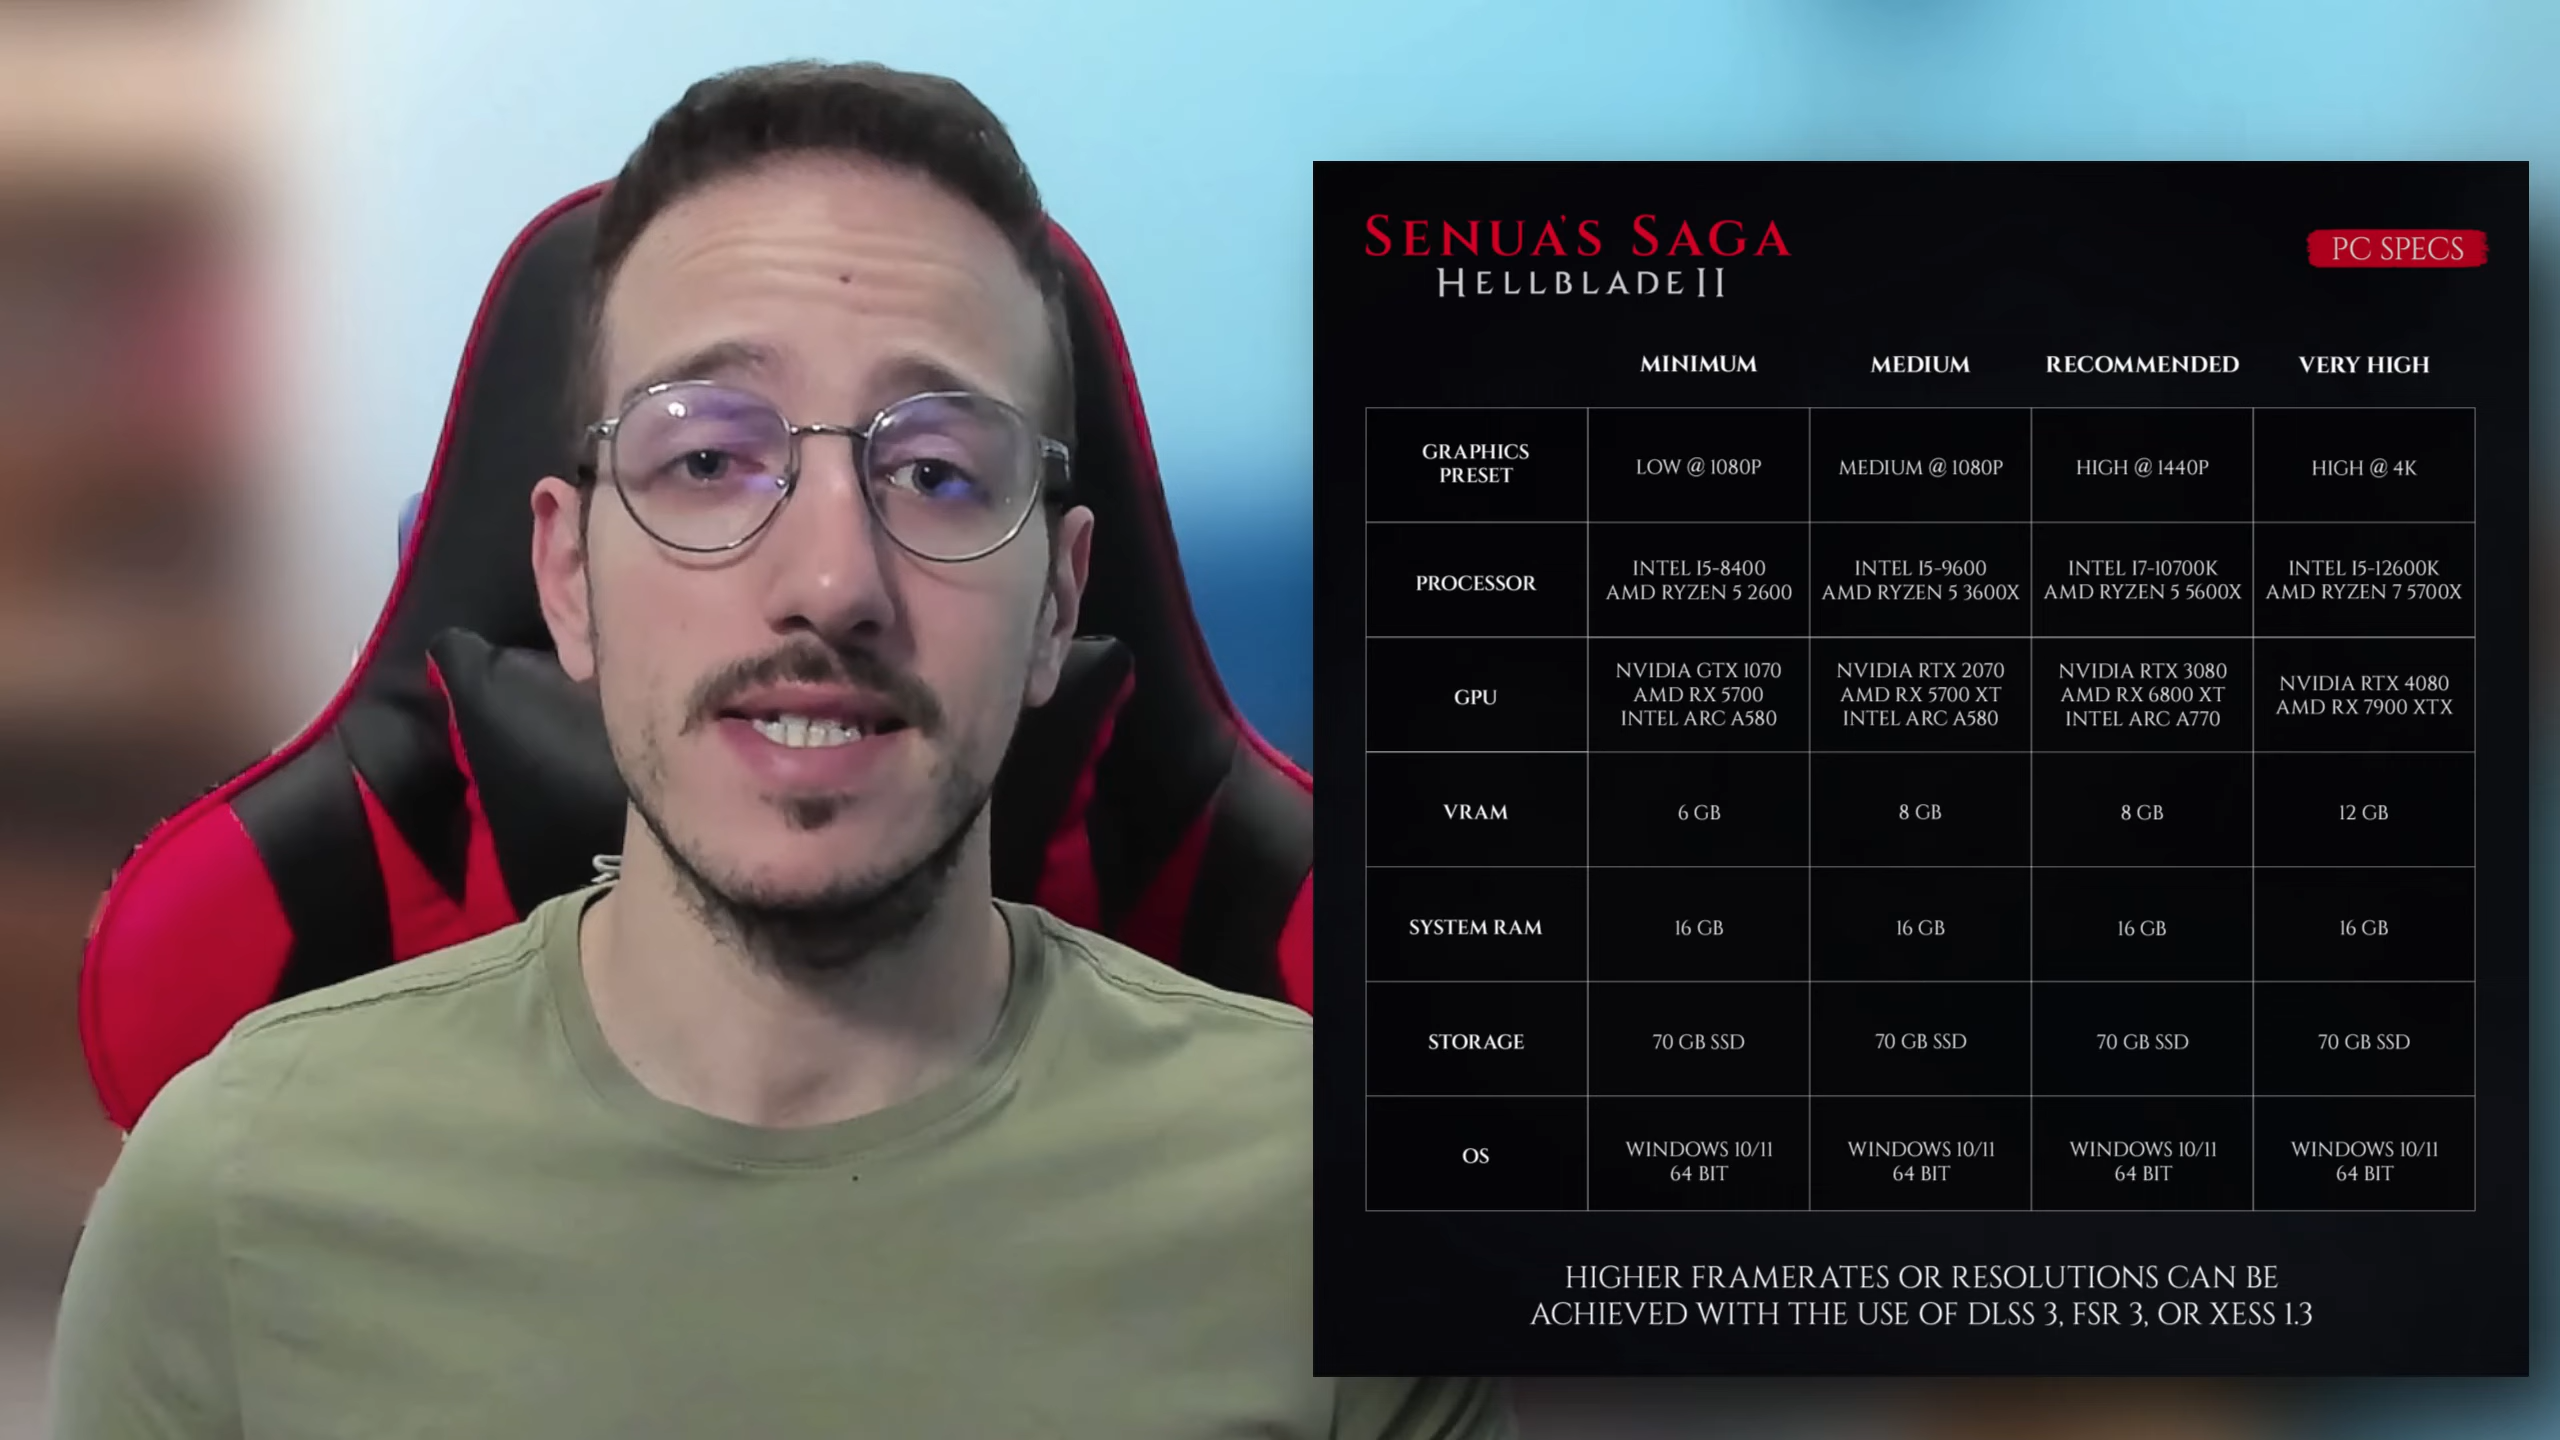 SENUA'S SAGA
HELLBLADE II
PC SPECS
MINIMUM MEDIUM RECOMMENDED VERY HIGH
GRAPHICS
PRESET
LOW @ 1080P
MEDIUM @ 1080P
HIGH @ 1440P
HIGH @ 4K
PROCESSOR
INTEL I5-8400
AMD RYZEN 5 2600
INTEL I5-9600
AMD RYZEN 5 3600X
INTEL I7-10700K
AMD RYZEN 5 5600X
INTEL I5-12600K
AMD RYZEN 7 5700X
GPU
NVIDIA GTX 1070
AMD RX 5700
INTEL ARC A580
NVIDIA RTX 2070
AMD RX 5700 XT
INTEL ARC A580
NVIDIA RTX 3080
AMD RX 6800 XT
INTEL ARC A770
NVIDIA RTX 4080
AMD RX 7900 XTX
VRAM
6 GB
8 GB
8 GB
12 GB
SYSTEM RAM
16 GB
16 GB
16 GB
16 GB
STORAGE
70 GB SSD
70 GB SSD
70 GB SSD
70 GB SSD
OS
WINDOWS 10/11
64 BIT
WINDOWS 10/11
64 BIT
WINDOWS 10/11
64 BIT
WINDOWS 10/11
64 BIT
HIGHER FRAMERATES OR RESOLUTIONS CAN BE
ACHIEVED WITH THE USE OF DLSS 3, FSR 3, OR XESS 1.3